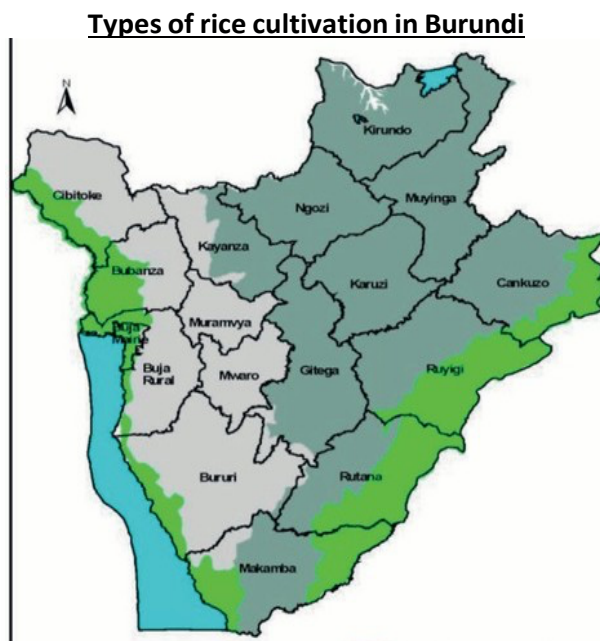 Types of rice cultivation in Burundi
N
Kirundo
Cibitoke
Ngozi
Muyinga
Kayanza
Bubanza
Karuzi
Cankuzo
Muramvya
Buja
Mairie
Buja
Rural
Mwaro
Gitega
Ruyigi
Bururi
Rutana
Makamba